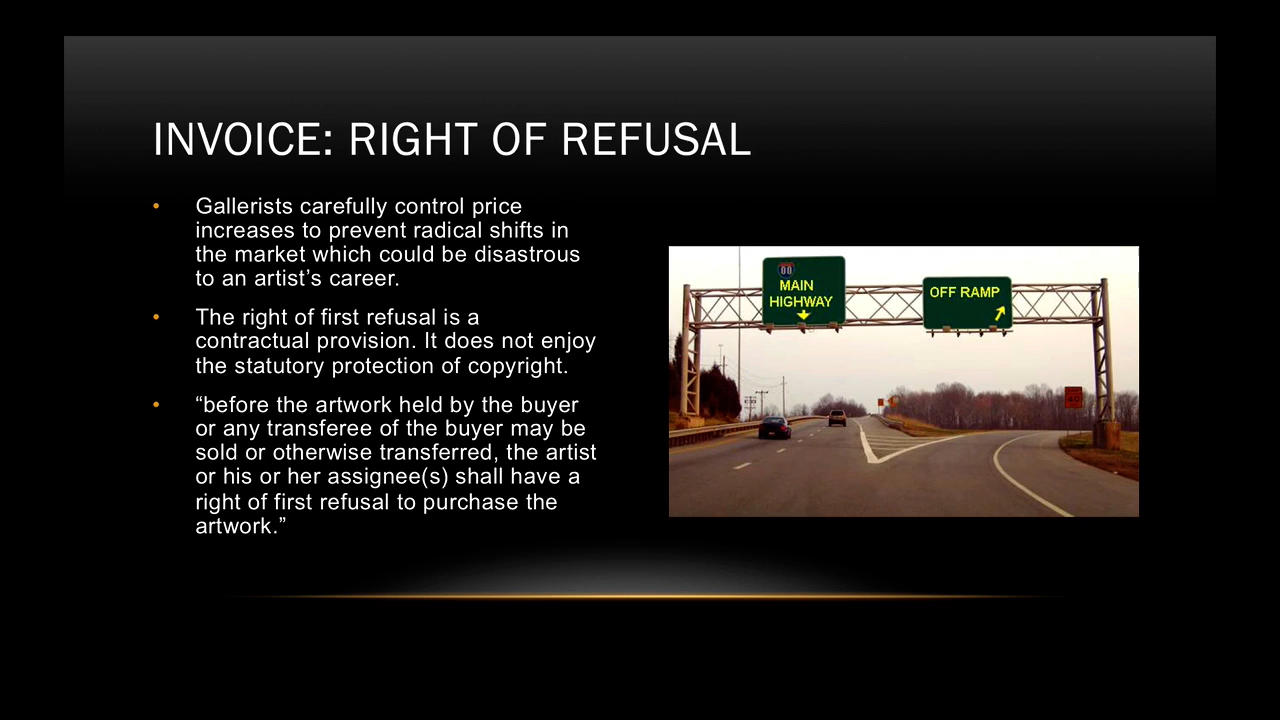 INVOICE: RIGHT OF REFUSAL
• Gallerists carefully control price
increases to prevent radical shifts in
the market which could be disastrous
to an artist’s career.
• The right of first refusal is a
contractual provision. It does not enjoy
the statutory protection of copyright.
• “before the artwork held by the buyer
or any transferee of the buyer may be
sold or otherwise transferred, the artist
or his or her assignee(s) shall have a
right of first refusal to purchase the
artwork.”
00
MAIN
HIGHWAY
OFF RAMP
40